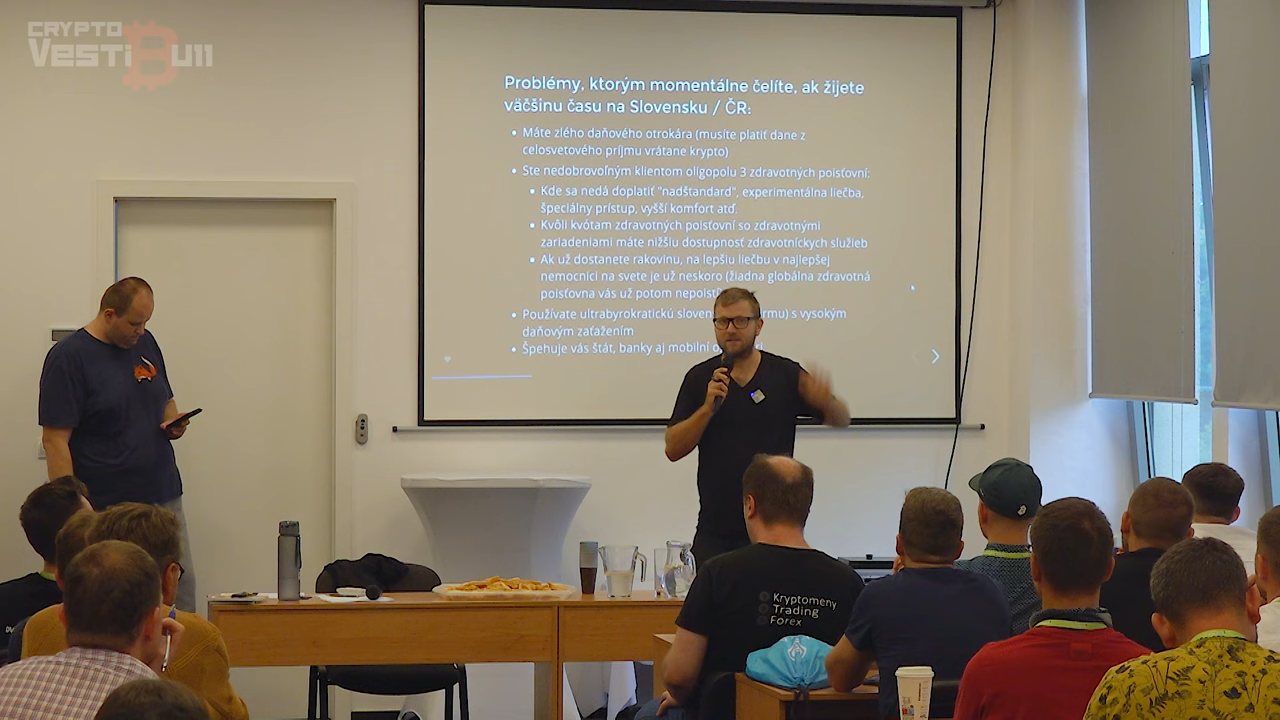 CRYPTO
VestiBull
Problémy, ktorým momentálne čelíte, ak žijete
väčšinu času na Slovensku / ČR:
• Máte zlého daňového otrokára (musíte platiť dane z
celosvetového príjmu vrátane krypto)
• Ste nedobrovoľným klientom oligopolu 3 zdravotných poisťovní:
▪ Kde sa nedá doplatiť "nadštandard", experimentálna liečba,
špeciálny prístup, vyšší komfort atď.
▪ Kvôli kvótam zdravotných poisťovní so zdravotnými
zariadeniami máte nižšiu dostupnosť zdravotníckych služieb
▪ Ak už dostanete rakovinu, na lepšiu liečbu v najlepšej
nemocnici na svete je už neskoro (žiadna globálna zdravotná
poisťovna vás už potom
• Používate ultrabyrokratickú s vysokým
daňovým zaťažením
• Špehuje vás štát, banky aj mobilní
Kryptomeny
Trading
Forex